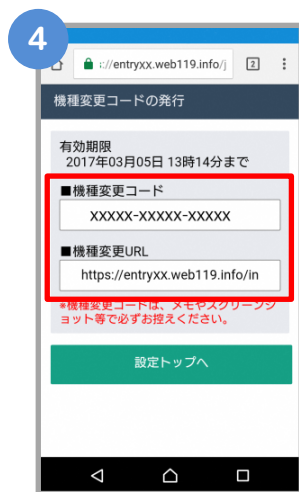 4
://entryxx.web119.info/j
2
機種変更コードの発行
有効期限
2017年03月05日 13時14分まで
■機種変更コード
XXXXX-XXXXX-XXXXX
■機種変更URL
https://entryxx.web119.info/in
*機種変更コードは、メモやスクリーンシ
ョット等で必ずお控えください。
設定トップへ